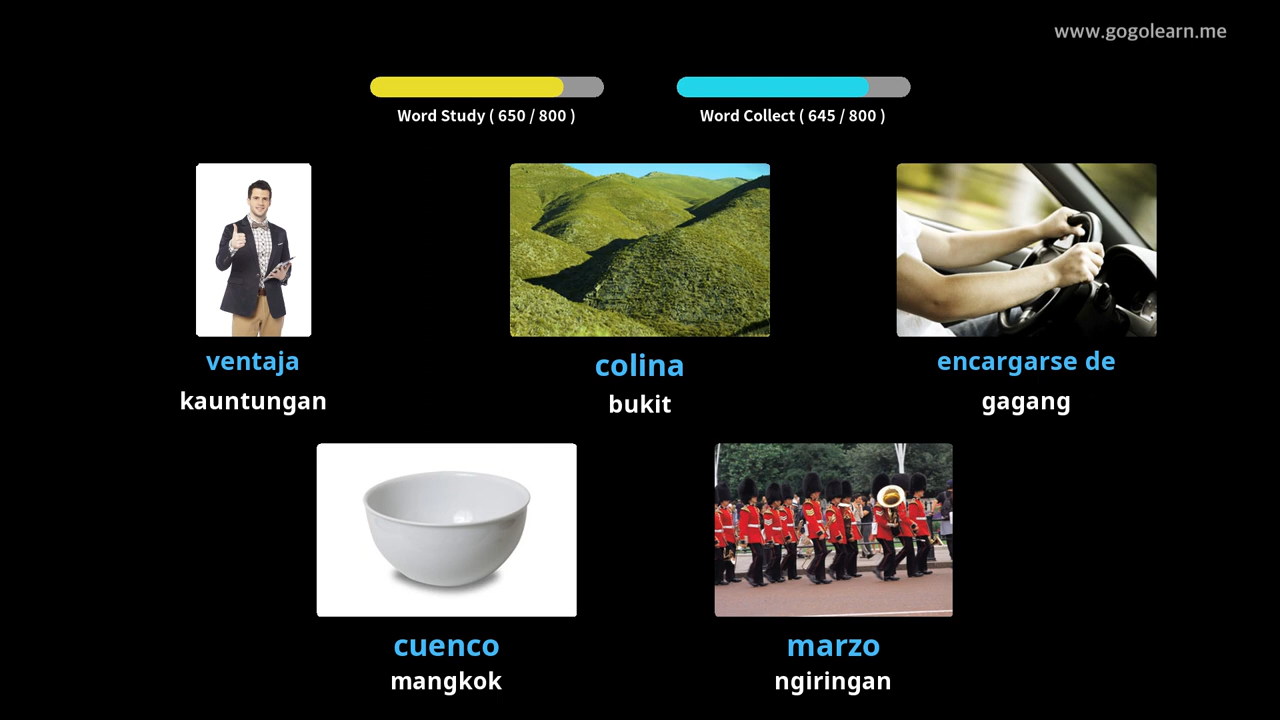 www.gogolearn.me
Word Study ( 650 / 800 )
Word Collect ( 645 / 800 )
ventaja
kauntungan
colina
bukit
encargarse de
gagang
cuenco
mangkok
marzo
ngiringan